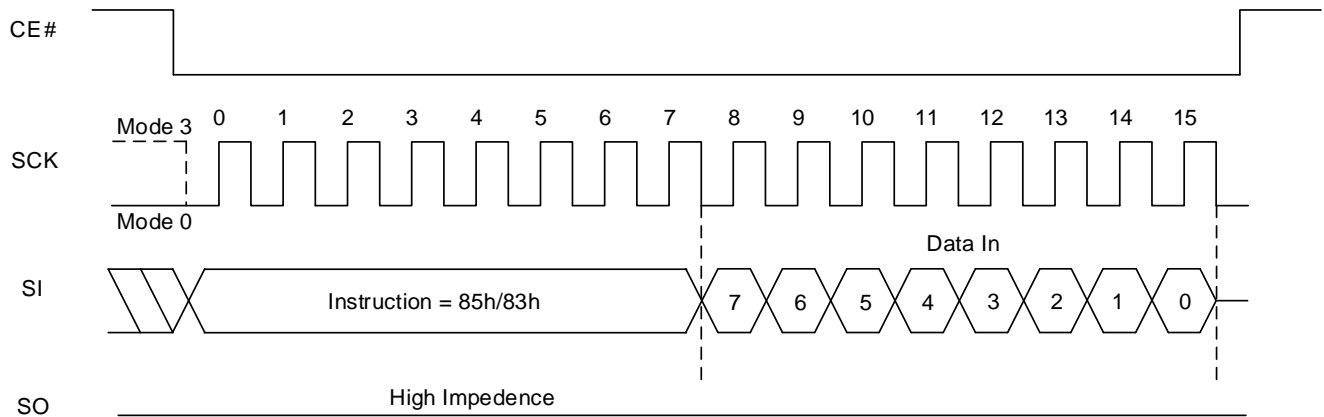 CE#
Mode 3 0 1 2 3 4 5 6 7 8 9 10 11 12 13 14 15
SCK
Mode 0
Data In
SI Instruction = 85h/83h 7 6 5 4 3 2 1 0
High Impedence
SO